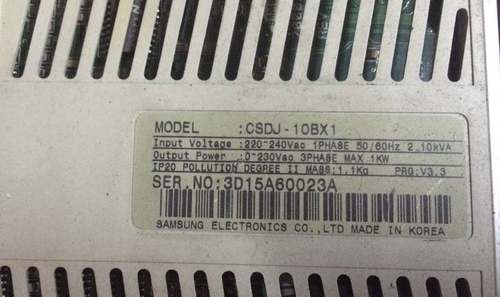 MODEL : CSDJ-10BX1
Input Voltage : 220~240Vac 1PHASE 50/60Hz 2.10kVA
Output Power : 0~230Vac 3PHASE MAX 1KW
IP20 POLLUTION DEGREE II MASS: 1.1Kg PRG: V3.3
SER.NO:3D15A60023A
SAMSUNG ELECTRONICS CO.,LTD MADE IN KOREA